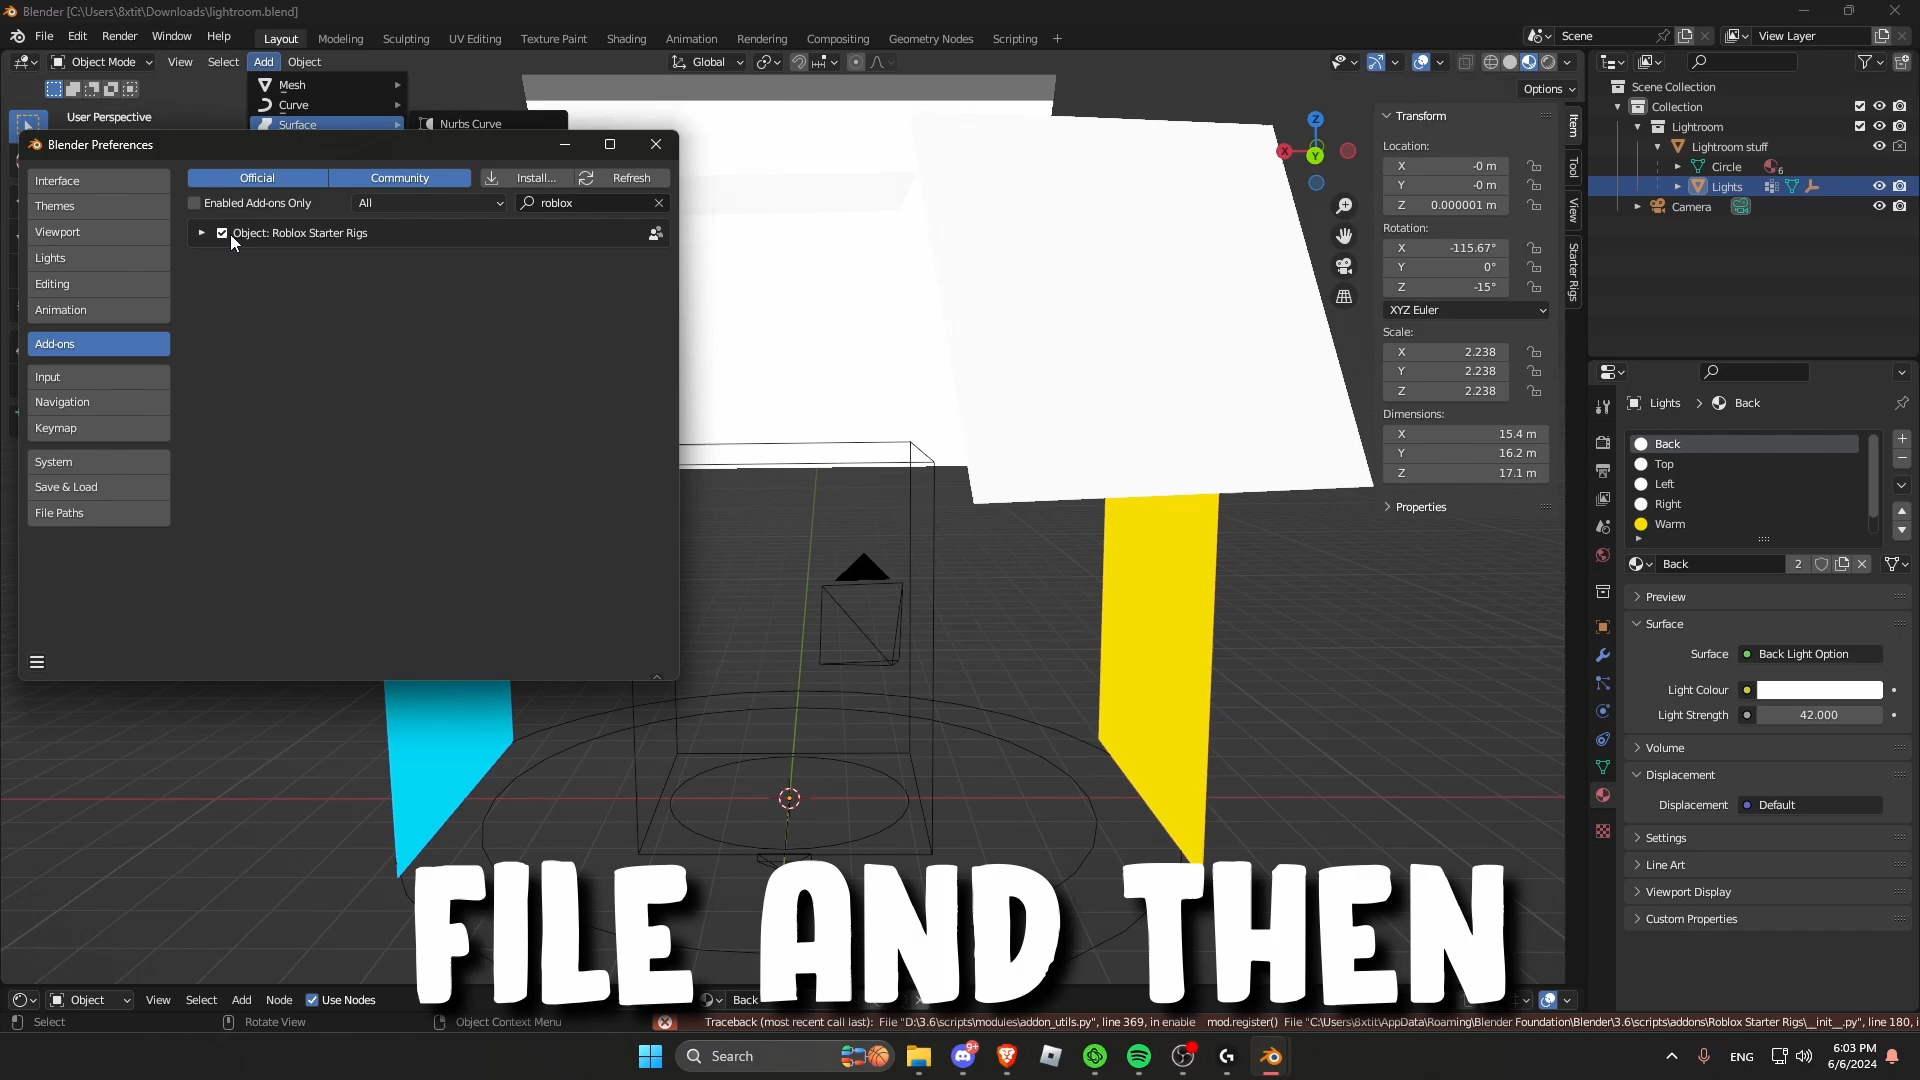 Blender [C:\Users\8xtit\Downloads\lightroom.blend]
File Edit Render Window Help Layout Modeling Sculpting UV Editing Texture Paint Shading Animation Rendering Compositing Geometry Nodes Scripting + Scene View Layer
Object Mode View Select Add Object Global
Mesh
Curve
Surface
Nurbs Curve
User Perspective
Options
Blender Preferences
Interface
Themes
Viewport
Lights
Editing
Animation
Add-ons
Input
Navigation
Keymap
System
Save & Load
File Paths
Official Community Install... Refresh
Enabled Add-ons Only All roblox
Object: Roblox Starter Rigs
Z
X
Y
Transform
Location:
X -0 m
Y -0 m
Z 0.000001 m
Rotation:
X -115.67°
Y 0°
Z -15°
XYZ Euler
Scale:
X 2.238
Y 2.238
Z 2.238
Dimensions:
X 15.4 m
Y 16.2 m
Z 17.1 m
Properties
Item
Tool
View
Starter Rigs
Scene Collection
Collection
Lightroom
Lightroom stuff
Circle 6
Lights
Camera
Lights > Back
Back
Top
Left
Right
Warm
Back 2
Preview
Surface
Surface Back Light Option
Light Colour
Light Strength 42.000
Volume
Displacement
Displacement Default
Settings
Line Art
Viewport Display
Custom Properties
FILE AND THEN
Object View Select Add Node Use Nodes Back
Select Rotate View Object Context Menu Traceback (most recent call last): File "D:\3.6\scripts\modules\addon_utils.py", line 369, in enable mod.register() File "C:\Users\8xtit\AppData\Roaming\Blender Foundation\Blender\3.6\scripts\addons\Roblox Starter Rigs\__init__.py", line 180, i
Search 9+ ENG 6:03 PM
6/6/2024